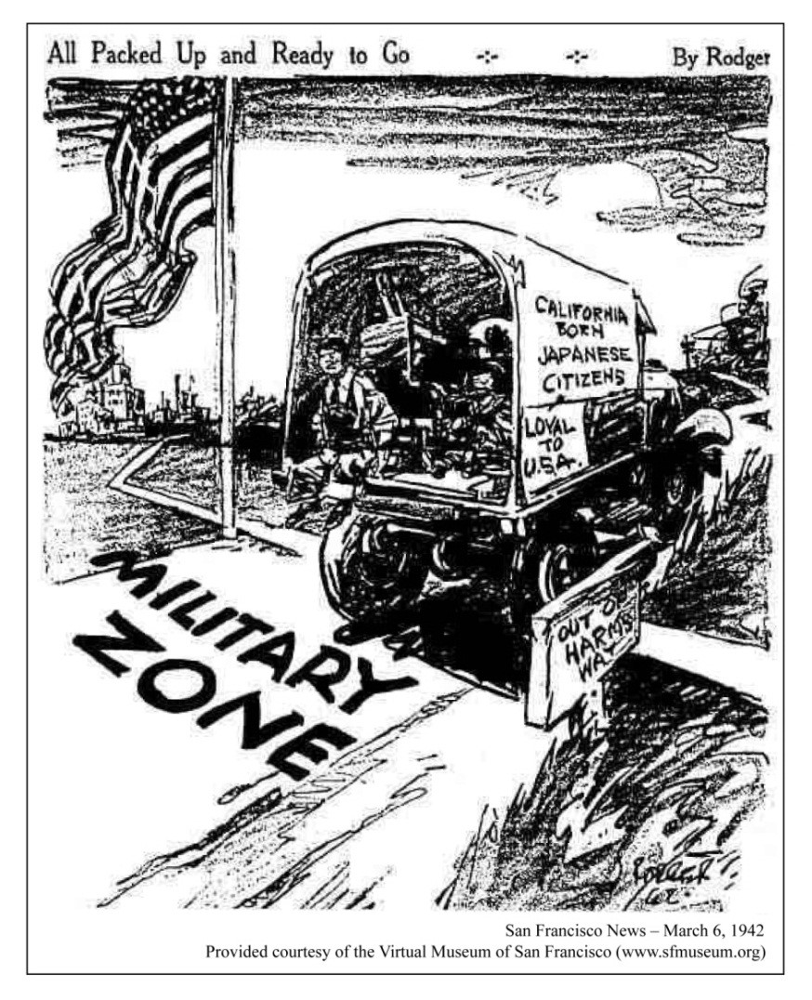 All Packed Up and Ready to Go -:- -:- By Rodger
CALIFORNIA
BORN
JAPANESE
CITIZENS
LOYAL
TO
U.S.A.
MILITARY
ZONE
OUT OF
HARM'S
WAY
RODGER
42
San Francisco News – March 6, 1942
Provided courtesy of the Virtual Museum of San Francisco (www.sfmuseum.org)